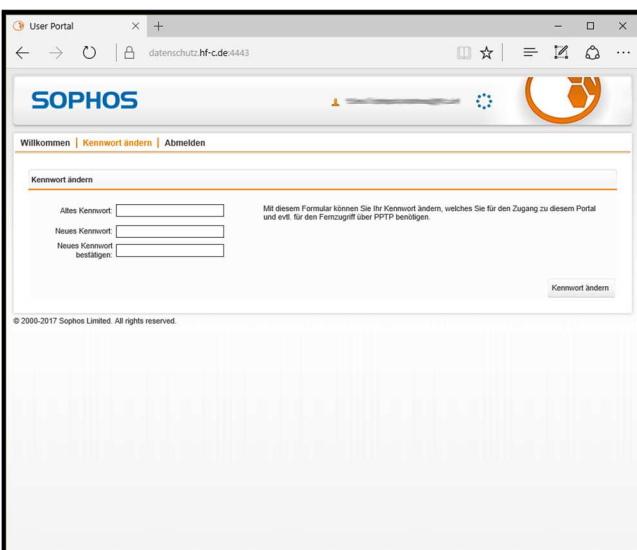 User Portal
datenschutz.hf-c.de:4443
SOPHOS
Willkommen | Kennwort ändern | Abmelden
Kennwort ändern
Altes Kennwort:
Neues Kennwort:
Neues Kennwort
bestätigen:
Mit diesem Formular können Sie Ihr Kennwort ändern, welches Sie für den Zugang zu diesem Portal
und evtl. für den Fernzugriff über PPTP benötigen.
Kennwort ändern
© 2000-2017 Sophos Limited. All rights reserved.